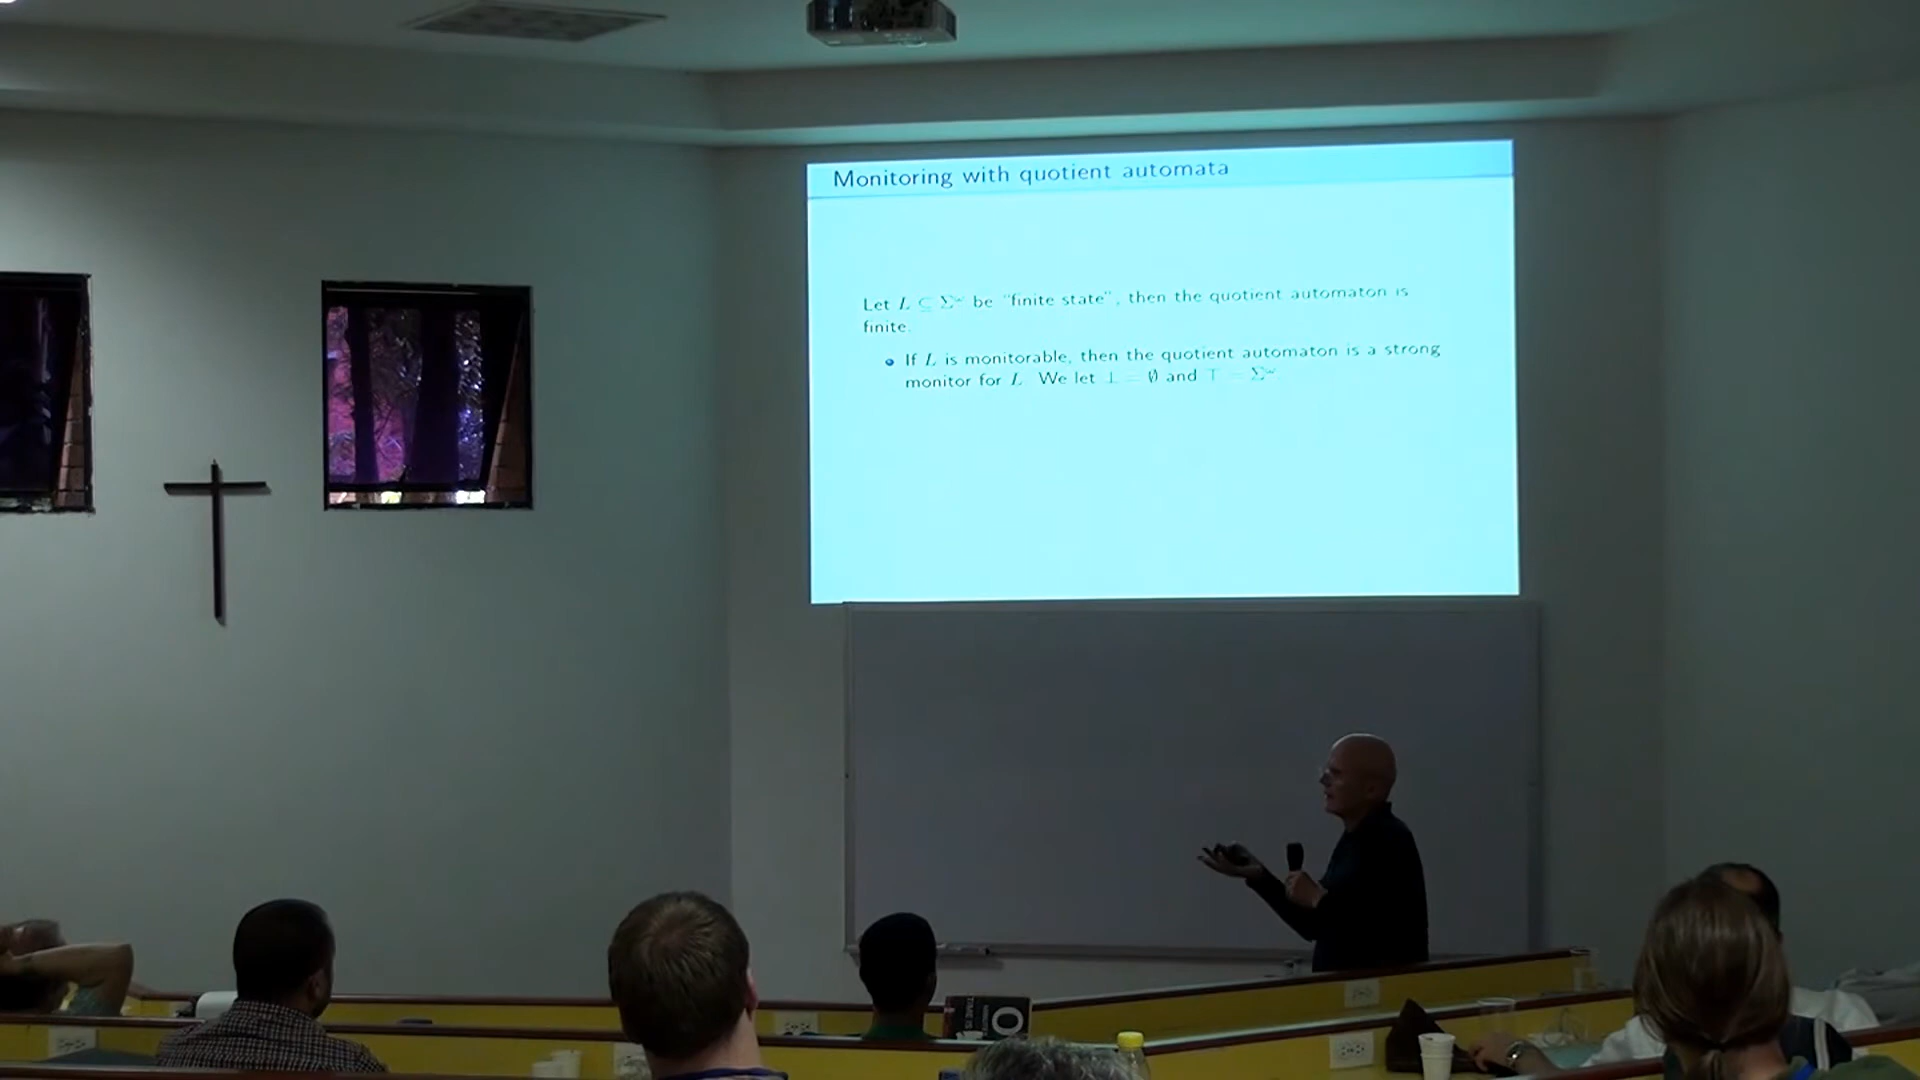 Monitoring with quotient automata
Let L ⊆ Σ^ω be "finite state", then the quotient automaton is
finite.
• If L is monitorable, then the quotient automaton is a strong
monitor for L. We let ⊥ = ∅ and ⊤ = Σ^ω